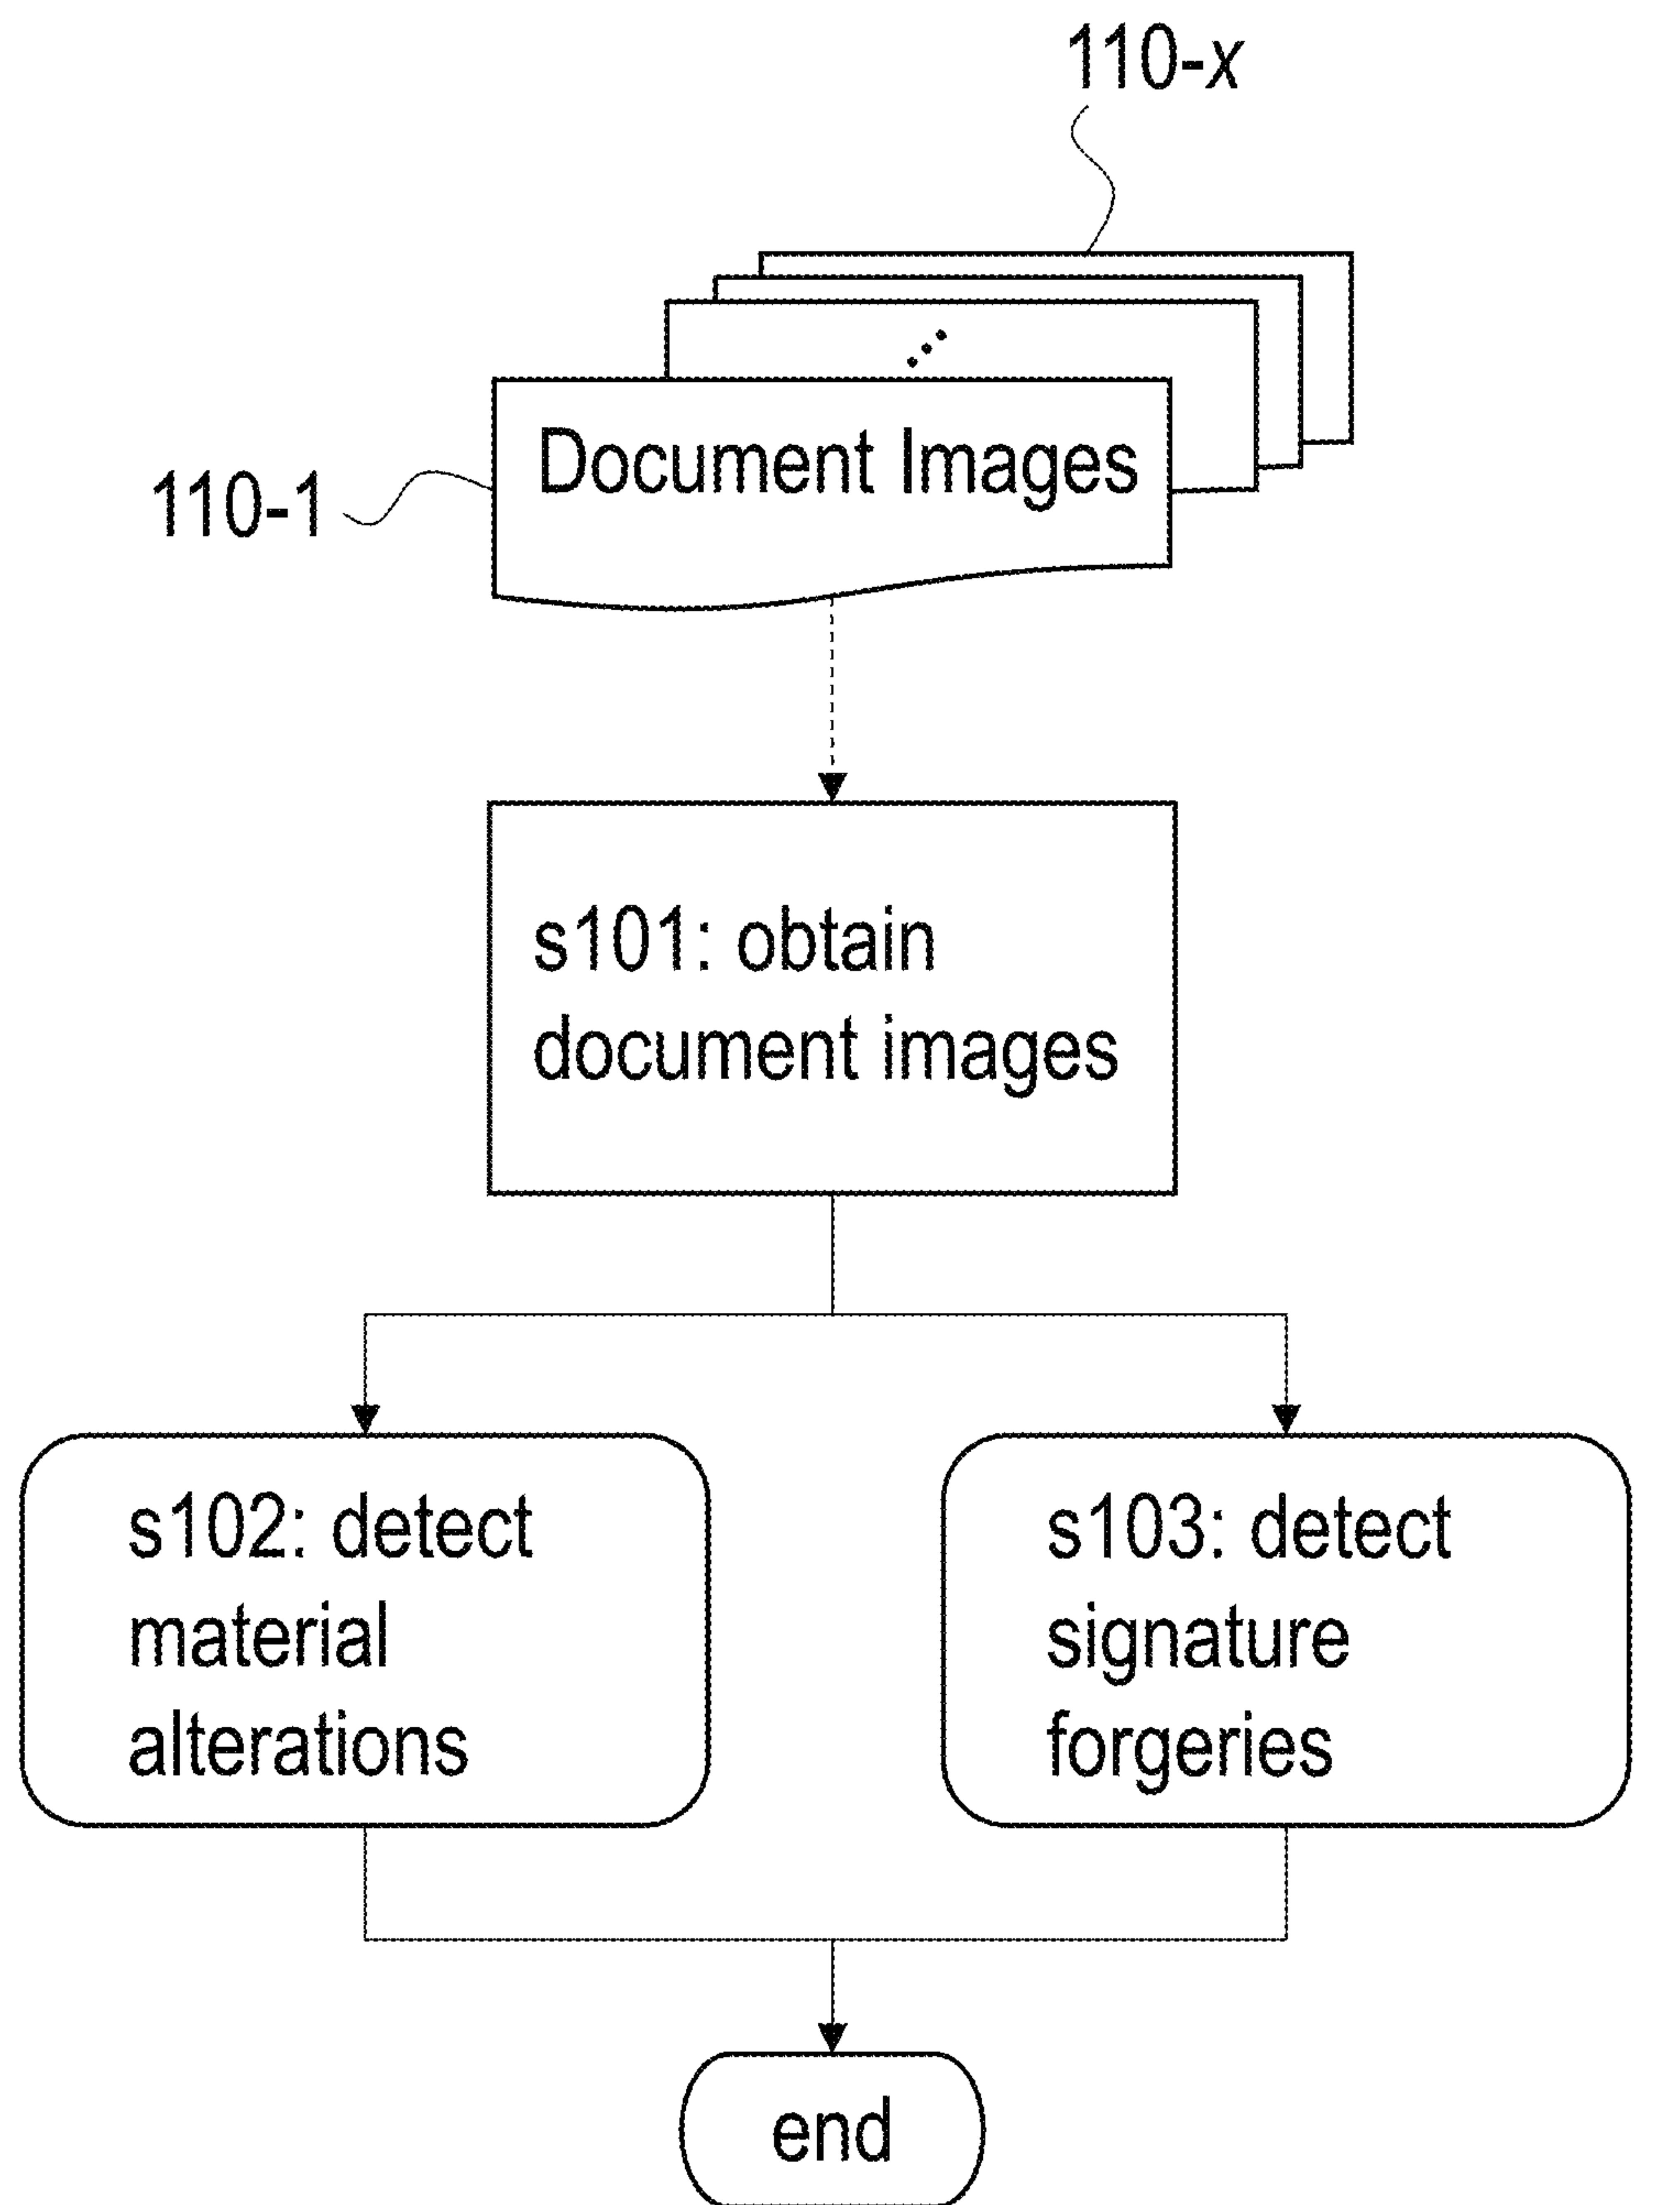 110-x
...
Document Images
110-1
s101: obtain
document images
s102: detect
material
alterations
s103: detect
signature
forgeries
end